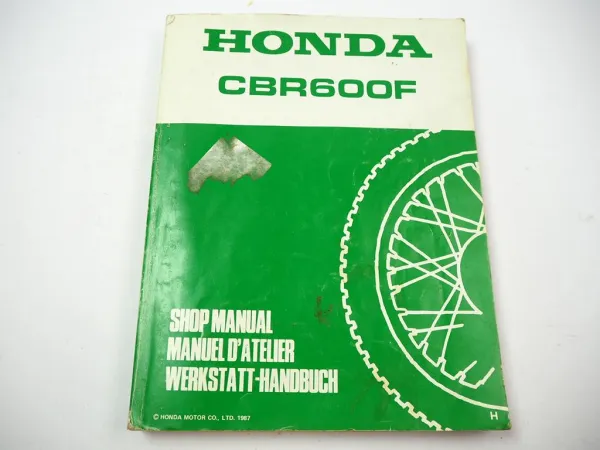 HONDA
CBR600F
SHOP MANUAL
MANUEL D'ATELIER
WERKSTATT-HANDBUCH
© HONDA MOTOR CO., LTD. 1987
H